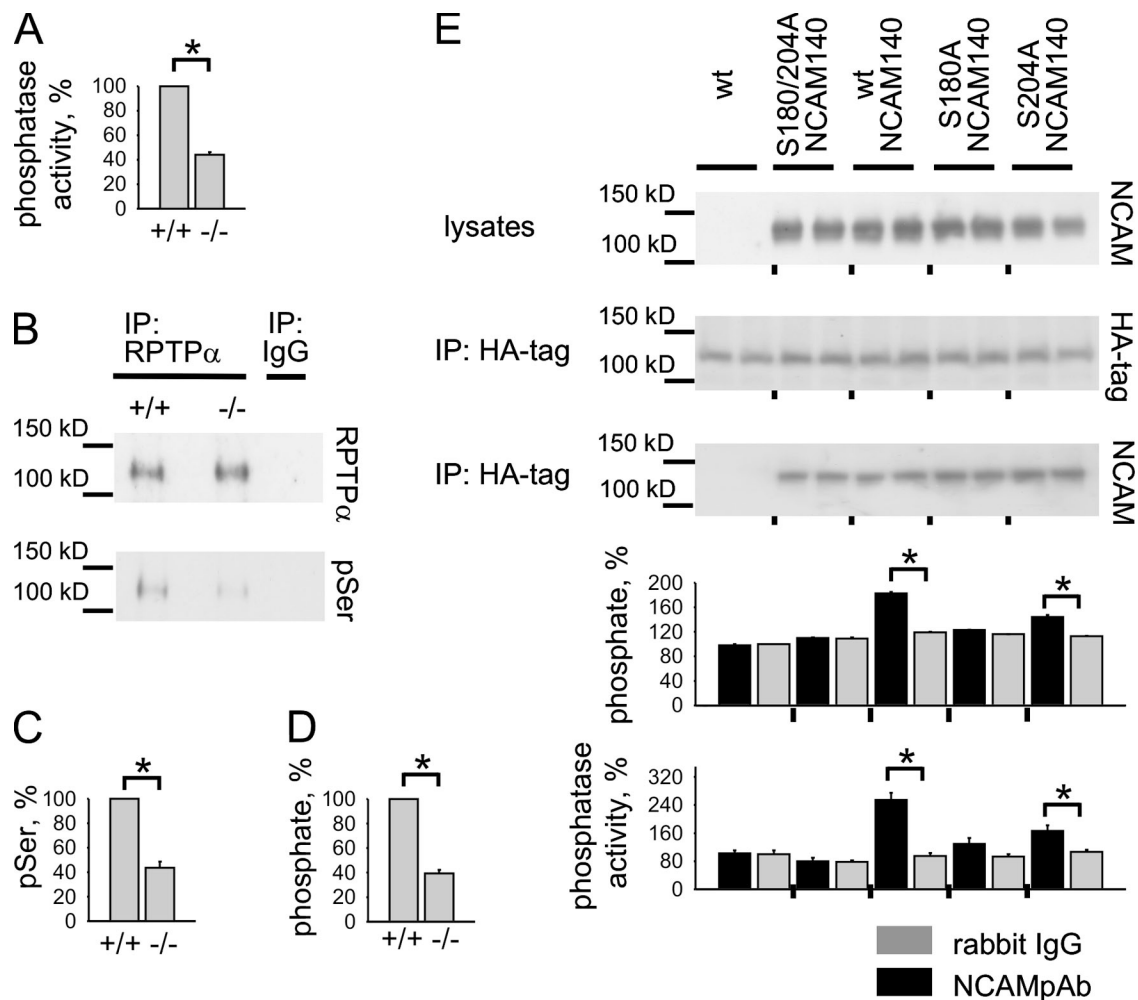 A
*
phosphatase
activity, %
100
80
60
40
20
0
+/+ -/-
B
IP:
RPTPα
IP:
IgG
+/+ -/-
150 kD
100 kD
RPTPα
150 kD
100 kD
pSer
C
*
pSer, %
100
80
60
40
20
0
+/+ -/-
D
*
phosphate, %
100
80
60
40
20
0
+/+ -/-
E
wt
S180/204A
NCAM140
wt
NCAM140
S180A
NCAM140
S204A
NCAM140
lysates
150 kD
100 kD
NCAM
IP: HA-tag
150 kD
100 kD
HA-tag
IP: HA-tag
150 kD
100 kD
NCAM
phosphate, %
200
160
120
80
40
0
* *
phosphatase
activity, %
320
240
160
80
0
* *
rabbit IgG
NCAMpAb